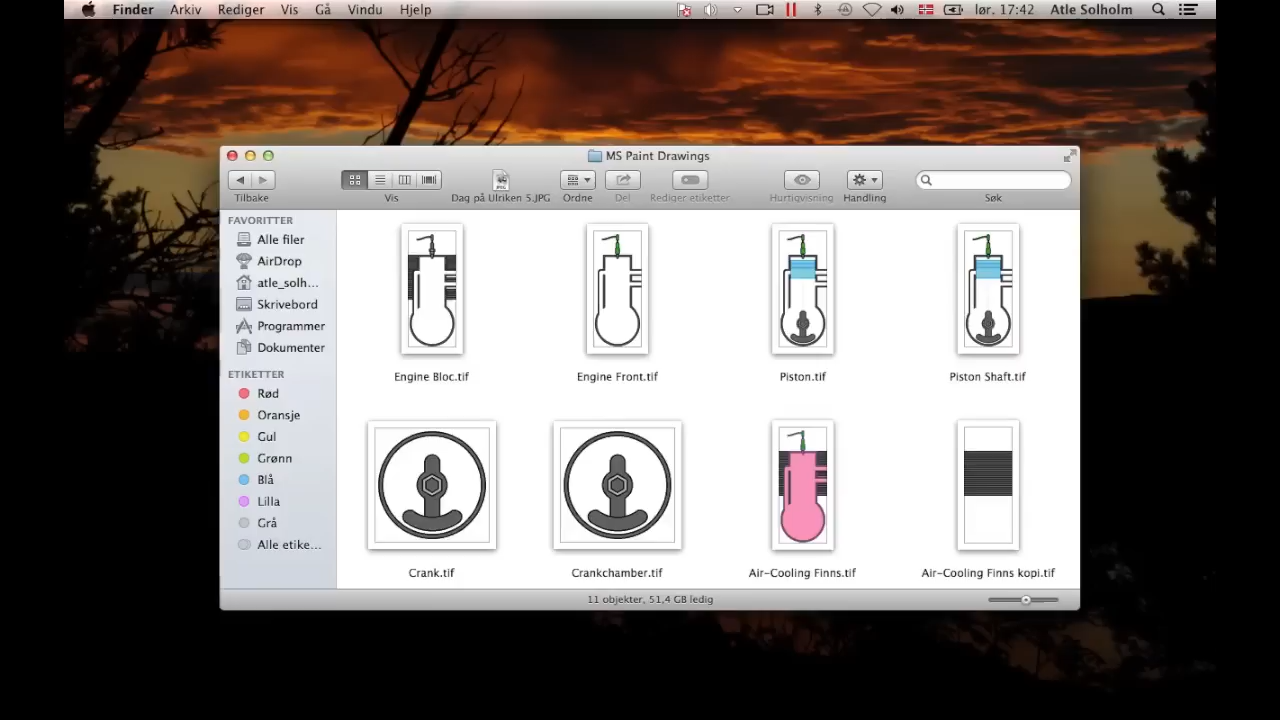 Finder Arkiv Rediger Vis Gå Vindu Hjelp lør. 17:42 Atle Solholm
MS Paint Drawings
Tilbake Vis Dag på Ulriken 5.JPG Ordne Del Rediger etiketter Hurtigvisning Handling Søk
FAVORITTER
Alle filer
AirDrop
atle_solh...
Skrivebord
Programmer
Dokumenter
ETIKETTER
Rød
Oransje
Gul
Grønn
Blå
Lilla
Grå
Alle etike...
Engine Bloc.tif Engine Front.tif Piston.tif Piston Shaft.tif
Crank.tif Crankchamber.tif Air-Cooling Finns.tif Air-Cooling Finns kopi.tif
11 objekter, 51,4 GB ledig